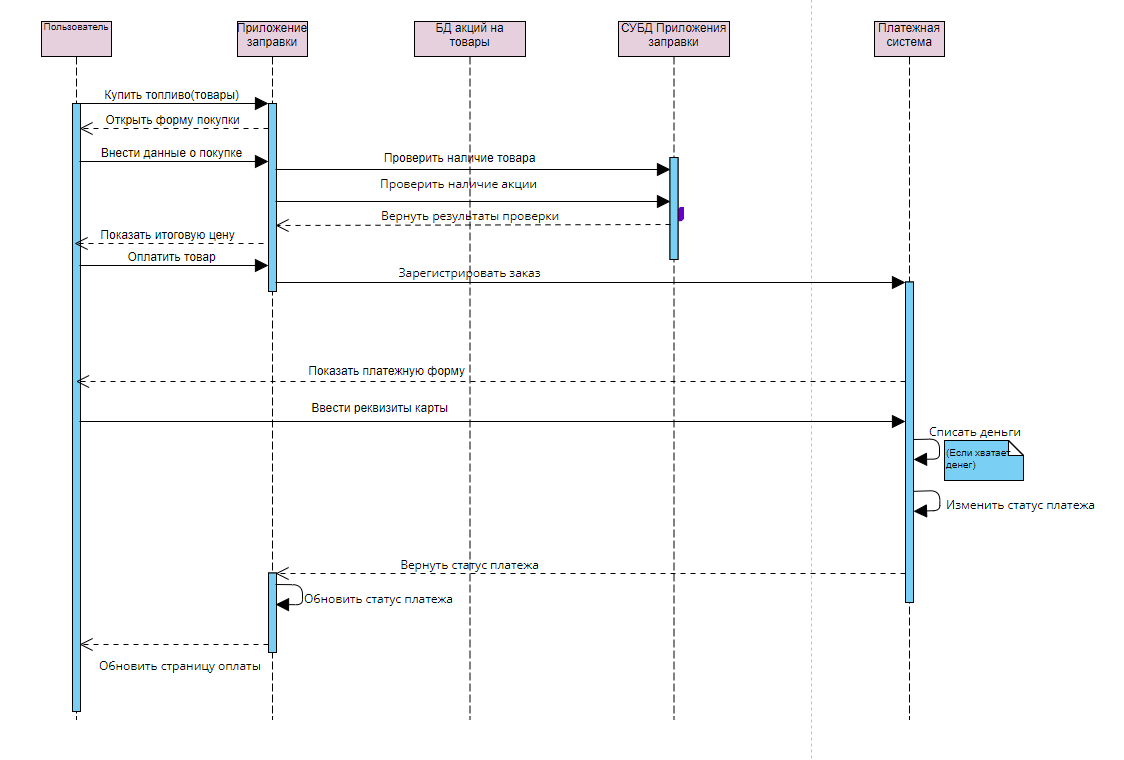 Пользователь
Приложение
заправки
БД акций на
товары
СУБД Приложения
заправки
Платежная
система
Купить топливо(товары)
Открыть форму покупки
Внести данные о покупке
Проверить наличие товара
Проверить наличие акции
Вернуть результаты проверки
Показать итоговую цену
Оплатить товар
Зарегистрировать заказ
Показать платежную форму
Ввести реквизиты карты
Списать деньги
(Если хватает
денег)
Изменить статус платежа
Вернуть статус платежа
Обновить статус платежа
Обновить страницу оплаты